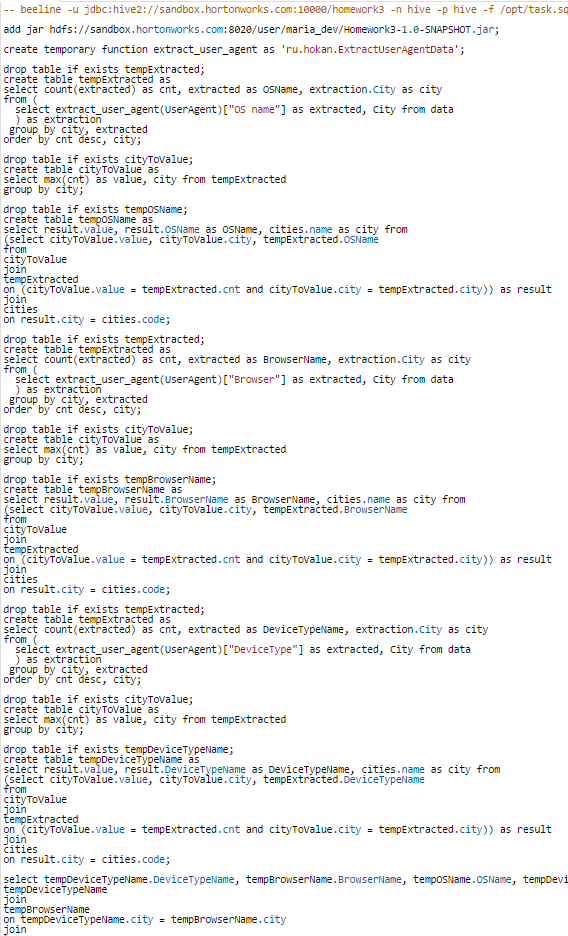 -- beeline -u jdbc:hive2://sandbox.hortonworks.com:10000/homework3 -n hive -p hive -f /opt/task.sq
add jar hdfs://sandbox.hortonworks.com:8020/user/maria_dev/Homework3-1.0-SNAPSHOT.jar;
create temporary function extract_user_agent as 'ru.hokan.ExtractUserAgentData';
drop table if exists tempExtracted;
create table tempExtracted as
select count(extracted) as cnt, extracted as OSName, extraction.City as city
from (
select extract_user_agent(UserAgent)["OS name"] as extracted, City from data
) as extraction
group by city, extracted
order by cnt desc, city;
drop table if exists cityToValue;
create table cityToValue as
select max(cnt) as value, city from tempExtracted
group by city;
drop table if exists tempOSName;
create table tempOSName as
select result.value, result.OSName as OSName, cities.name as city from
(select cityToValue.value, cityToValue.city, tempExtracted.OSName
from
cityToValue
join
tempExtracted
on (cityToValue.value = tempExtracted.cnt and cityToValue.city = tempExtracted.city)) as result
join
cities
on result.city = cities.code;
drop table if exists tempExtracted;
create table tempExtracted as
select count(extracted) as cnt, extracted as BrowserName, extraction.City as city
from (
select extract_user_agent(UserAgent)["Browser"] as extracted, City from data
) as extraction
group by city, extracted
order by cnt desc, city;
drop table if exists cityToValue;
create table cityToValue as
select max(cnt) as value, city from tempExtracted
group by city;
drop table if exists tempBrowserName;
create table tempBrowserName as
select result.value, result.BrowserName as BrowserName, cities.name as city from
(select cityToValue.value, cityToValue.city, tempExtracted.BrowserName
from
cityToValue
join
tempExtracted
on (cityToValue.value = tempExtracted.cnt and cityToValue.city = tempExtracted.city)) as result
join
cities
on result.city = cities.code;
drop table if exists tempExtracted;
create table tempExtracted as
select count(extracted) as cnt, extracted as DeviceTypeName, extraction.City as city
from (
select extract_user_agent(UserAgent)["DeviceType"] as extracted, City from data
) as extraction
group by city, extracted
order by cnt desc, city;
drop table if exists cityToValue;
create table cityToValue as
select max(cnt) as value, city from tempExtracted
group by city;
drop table if exists tempDeviceTypeName;
create table tempDeviceTypeName as
select result.value, result.DeviceTypeName as DeviceTypeName, cities.name as city from
(select cityToValue.value, cityToValue.city, tempExtracted.DeviceTypeName
from
cityToValue
join
tempExtracted
on (cityToValue.value = tempExtracted.cnt and cityToValue.city = tempExtracted.city)) as result
join
cities
on result.city = cities.code;
select tempDeviceTypeName.DeviceTypeName, tempBrowserName.BrowserName, tempOSName.OSName, tempDevi
tempDeviceTypeName
join
tempBrowserName
on tempDeviceTypeName.city = tempBrowserName.city
join